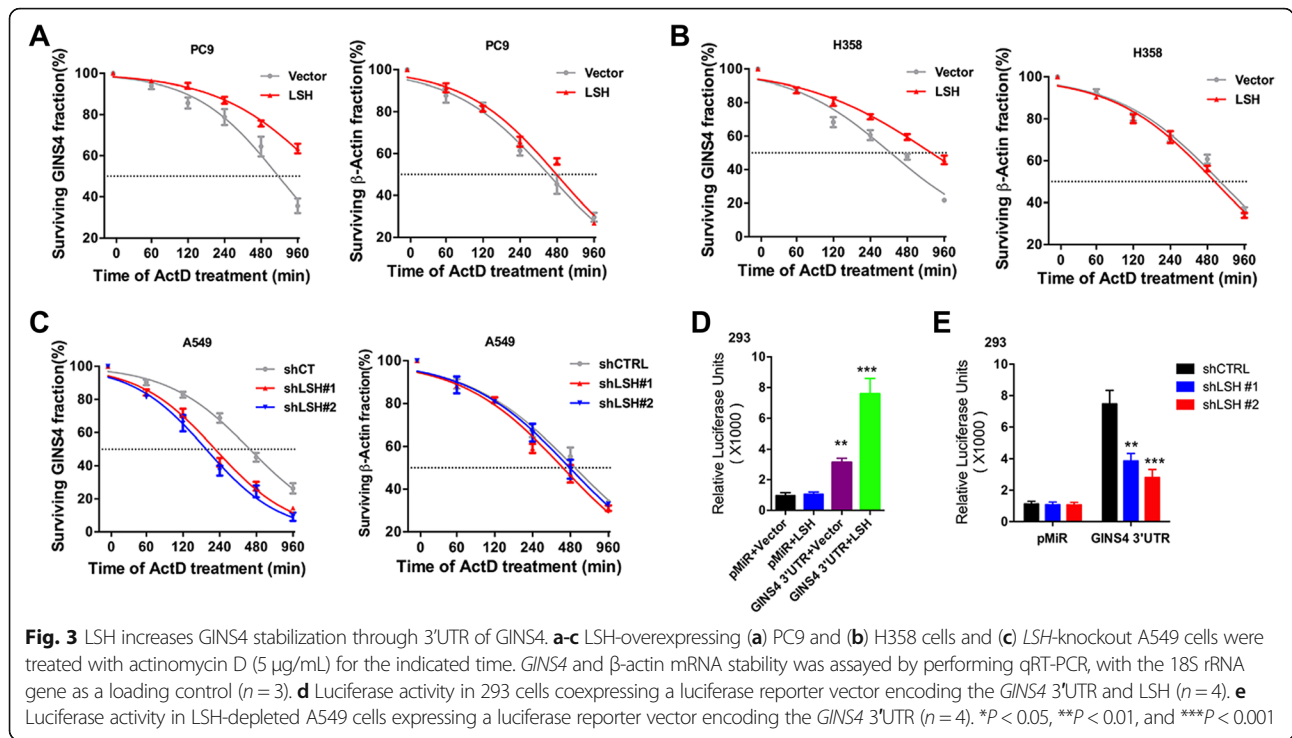 A
PC9
Surviving GINS4 fraction(%)
100
80
60
40
20
0
60
120
240
480
960
Time of ActD treatment (min)
Vector
LSH
PC9
Surviving β-Actin fraction(%)
100
80
60
40
20
0
60
120
240
480
960
Time of ActD treatment (min)
Vector
LSH
B
H358
Surviving GINS4 fraction(%)
100
80
60
40
20
0
0
60
120
240
480
960
Time of ActD treatment (min)
Vector
LSH
H358
Surviving β-Actin fraction(%)
100
80
60
40
20
0
60
120
240
480
960
Time of ActD treatment (min)
Vector
LSH
C
A549
Surviving GINS4 fraction(%)
100
80
60
40
20
0
0
60
120
240
480
960
Time of ActD treatment (min)
shCT
shLSH#1
shLSH#2
A549
Surviving β-Actin fraction(%)
100
80
60
40
20
0
60
120
240
480
960
Time of ActD treatment (min)
shCTRL
shLSH#1
shLSH#2
D
293
Relative Luciferase Units
( X1000 )
10
8
6
4
2
0
**
***
pMiR+Vector
pMiR+LSH
GINS4 3'UTR+Vector
GINS4 3'UTR+LSH
E
293
Relative Luciferase Units
( X1000 )
10
8
6
4
2
0
**
***
pMiR
GINS4 3'UTR
shCTRL
shLSH #1
shLSH #2
Fig. 3 LSH increases GINS4 stabilization through 3′UTR of GINS4. a-c LSH-overexpressing (a) PC9 and (b) H358 cells and (c) LSH-knockout A549 cells were
treated with actinomycin D (5 μg/mL) for the indicated time. GINS4 and β-actin mRNA stability was assayed by performing qRT-PCR, with the 18S rRNA
gene as a loading control (n = 3). d Luciferase activity in 293 cells coexpressing a luciferase reporter vector encoding the GINS4 3′UTR and LSH (n = 4). e
Luciferase activity in LSH-depleted A549 cells expressing a luciferase reporter vector encoding the GINS4 3′UTR (n = 4). *P < 0.05, **P < 0.01, and ***P < 0.001